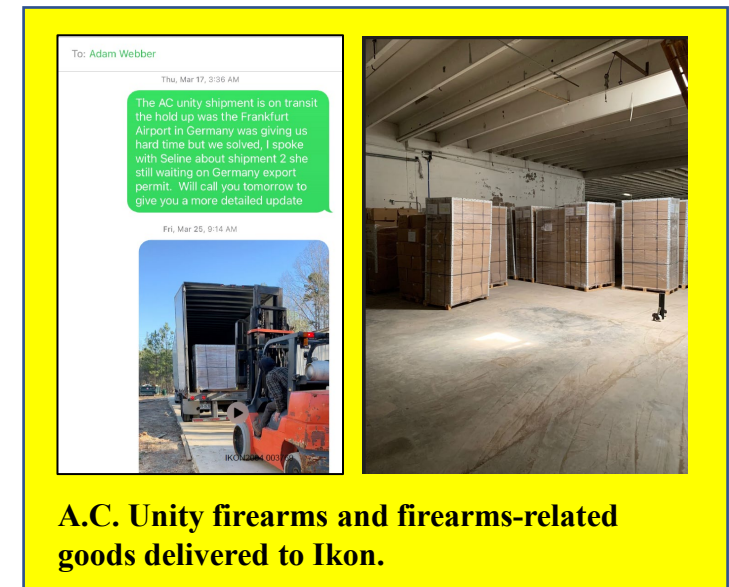 To: Adam Webber
Thu, Mar 17, 3:36 AM
The AC unity shipment is on transit
the hold up was the Frankfurt
Airport in Germany was giving us
hard time but we solved, I spoke
with Seline about shipment 2 she
still waiting on Germany export
permit.  Will call you tomorrow to
give you a more detailed update
Fri, Mar 25, 9:14 AM
A.C. Unity firearms and firearms-related
goods delivered to Ikon.